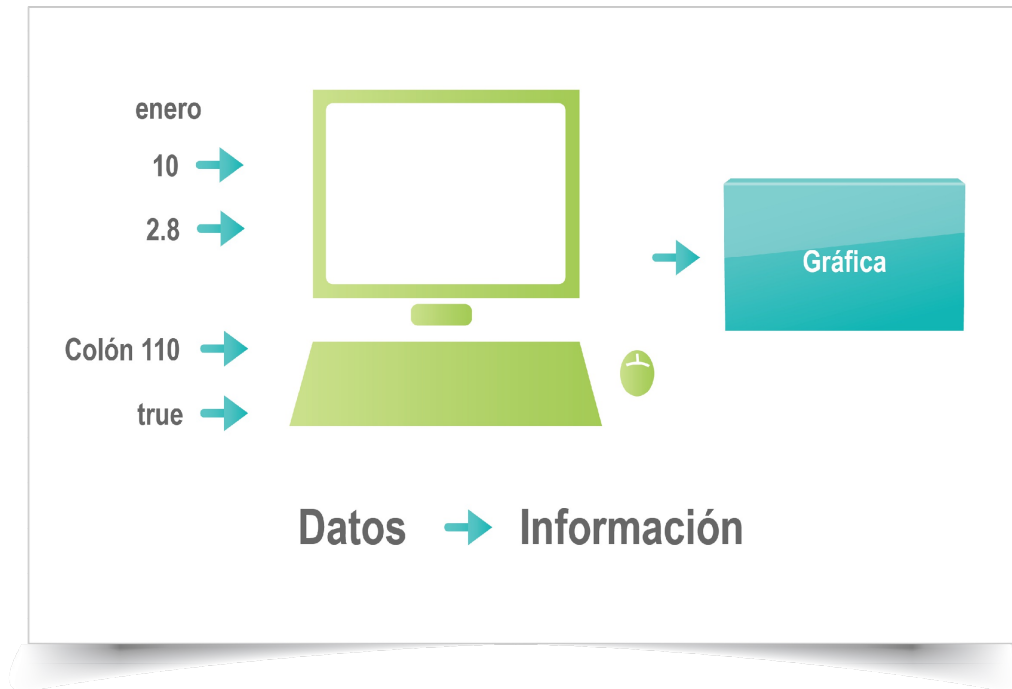 enero
10
2.8
Colón 110
true
Gráfica
Datos Información